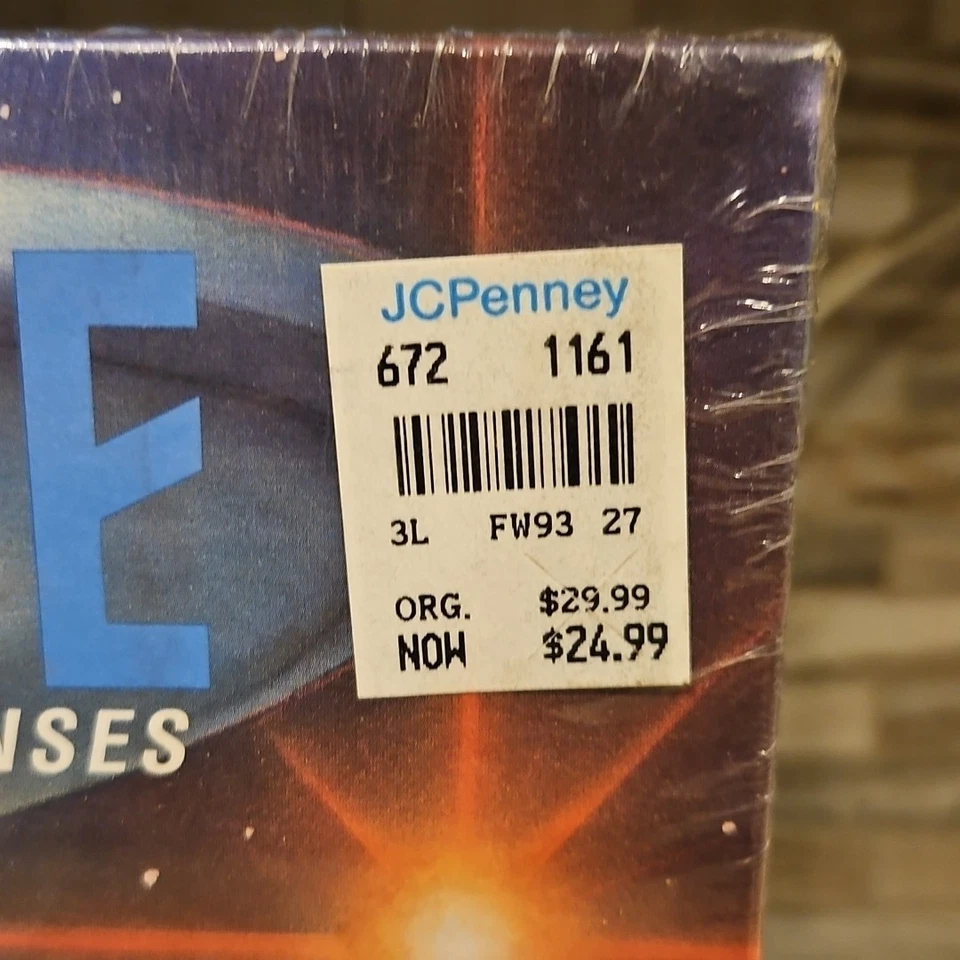 E
NSES
JCPenney
672 1161
3L FW93 27
ORG. $29.99
NOW $24.99